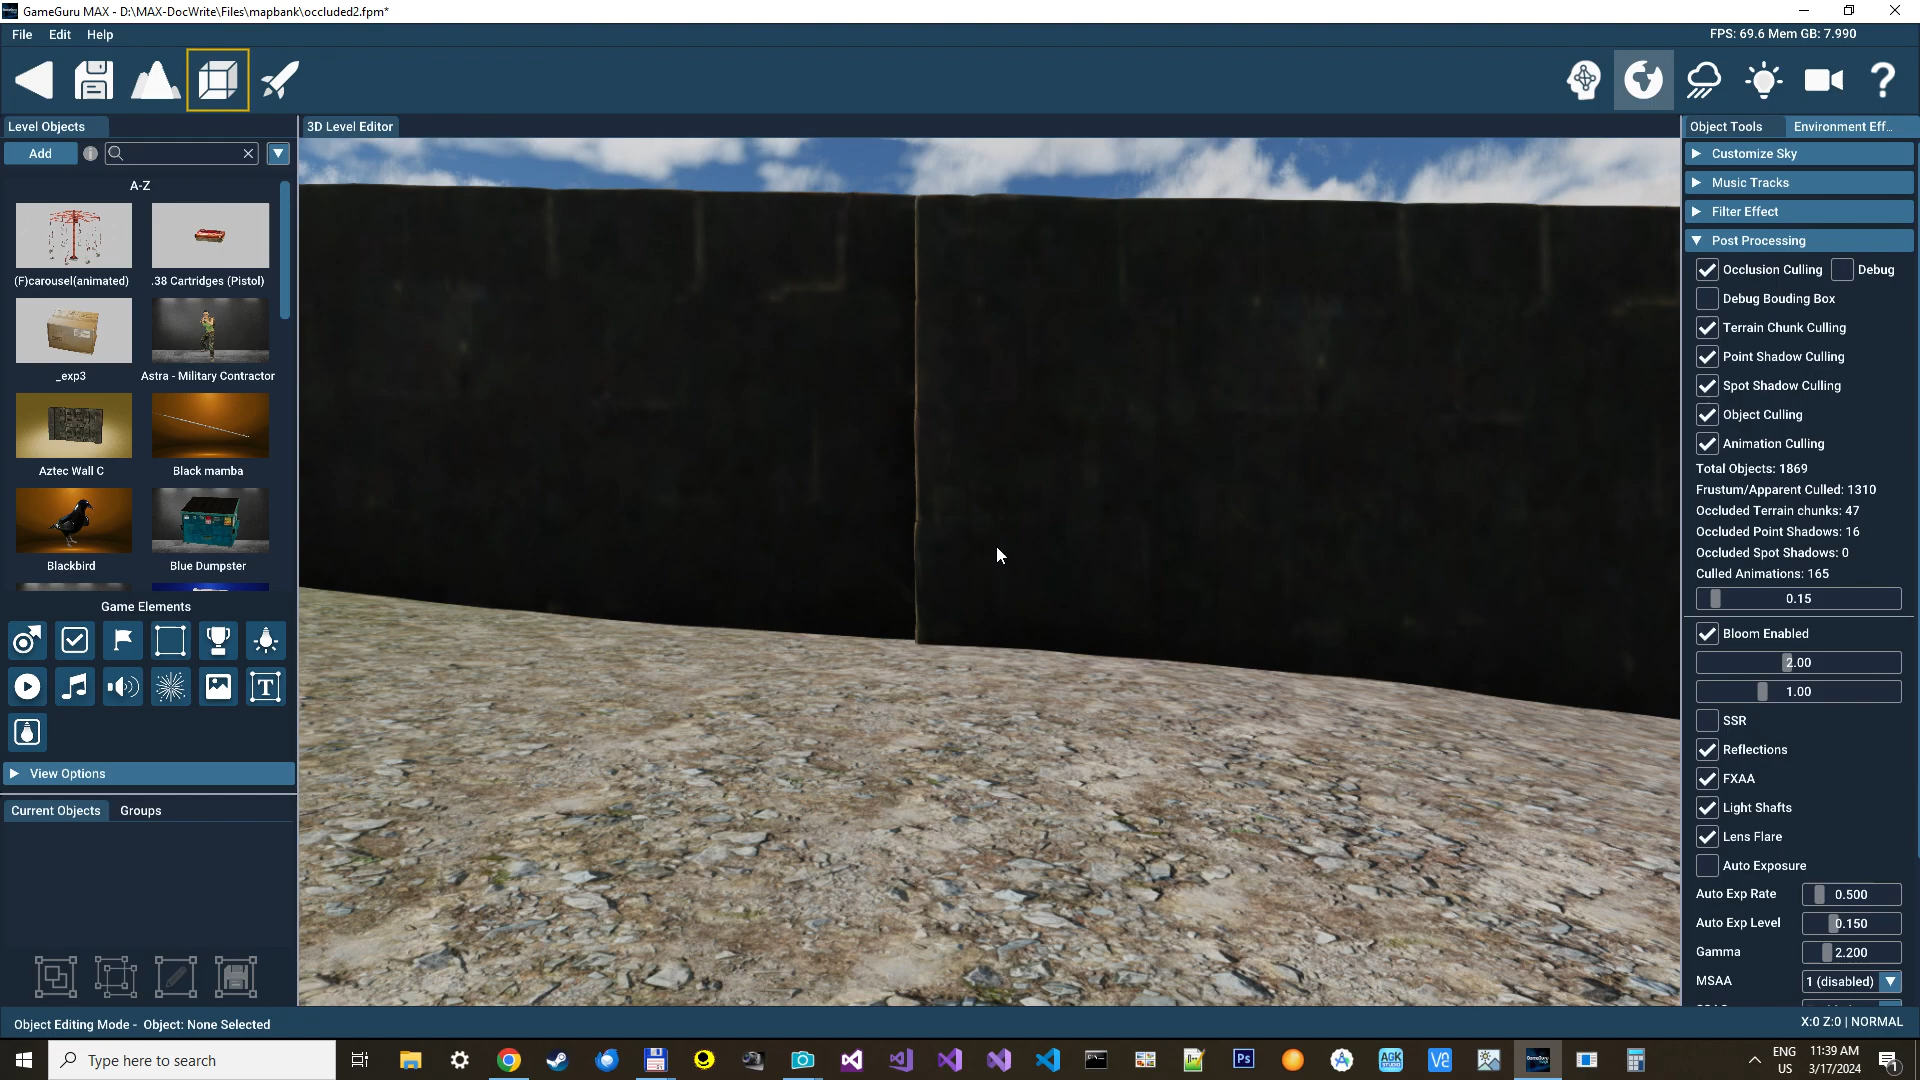 GameGuru MAX - D:\MAX-DocWrite\Files\mapbank\occluded2.fpm*
File Edit Help
FPS: 69.6 Mem GB: 7.990
Level Objects
Add
A-Z
(F)carousel(animated) .38 Cartridges (Pistol)
_exp3 Astra - Military Contractor
Aztec Wall C Black mamba
Blackbird Blue Dumpster
Game Elements
T
View Options
Current Objects Groups
3D Level Editor
Object Tools Environment Eff...
Customize Sky
Music Tracks
Filter Effect
Post Processing
Occlusion Culling Debug
Debug Bouding Box
Terrain Chunk Culling
Point Shadow Culling
Spot Shadow Culling
Object Culling
Animation Culling
Total Objects: 1869
Frustum/Apparent Culled: 1310
Occluded Terrain chunks: 47
Occluded Point Shadows: 16
Occluded Spot Shadows: 0
Culled Animations: 165
0.15
Bloom Enabled
2.00
1.00
SSR
Reflections
FXAA
Light Shafts
Lens Flare
Auto Exposure
Auto Exp Rate 0.500
Auto Exp Level 0.150
Gamma 2.200
MSAA 1 (disabled)
Object Editing Mode - Object: None Selected
X:0 Z:0 | NORMAL
Type here to search
ENG
US
11:39 AM
3/17/2024
1